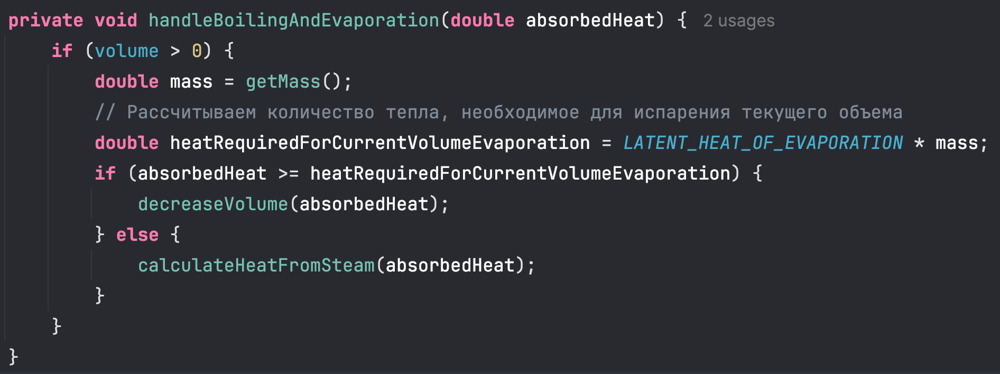 private void handleBoilingAndEvaporation(double absorbedHeat) { 2 usages
if (volume > 0) {
double mass = getMass();
// Рассчитываем количество тепла, необходимое для испарения текущего объема
double heatRequiredForCurrentVolumeEvaporation = LATENT_HEAT_OF_EVAPORATION * mass;
if (absorbedHeat >= heatRequiredForCurrentVolumeEvaporation) {
decreaseVolume(absorbedHeat);
} else {
calculateHeatFromSteam(absorbedHeat);
}
}
}